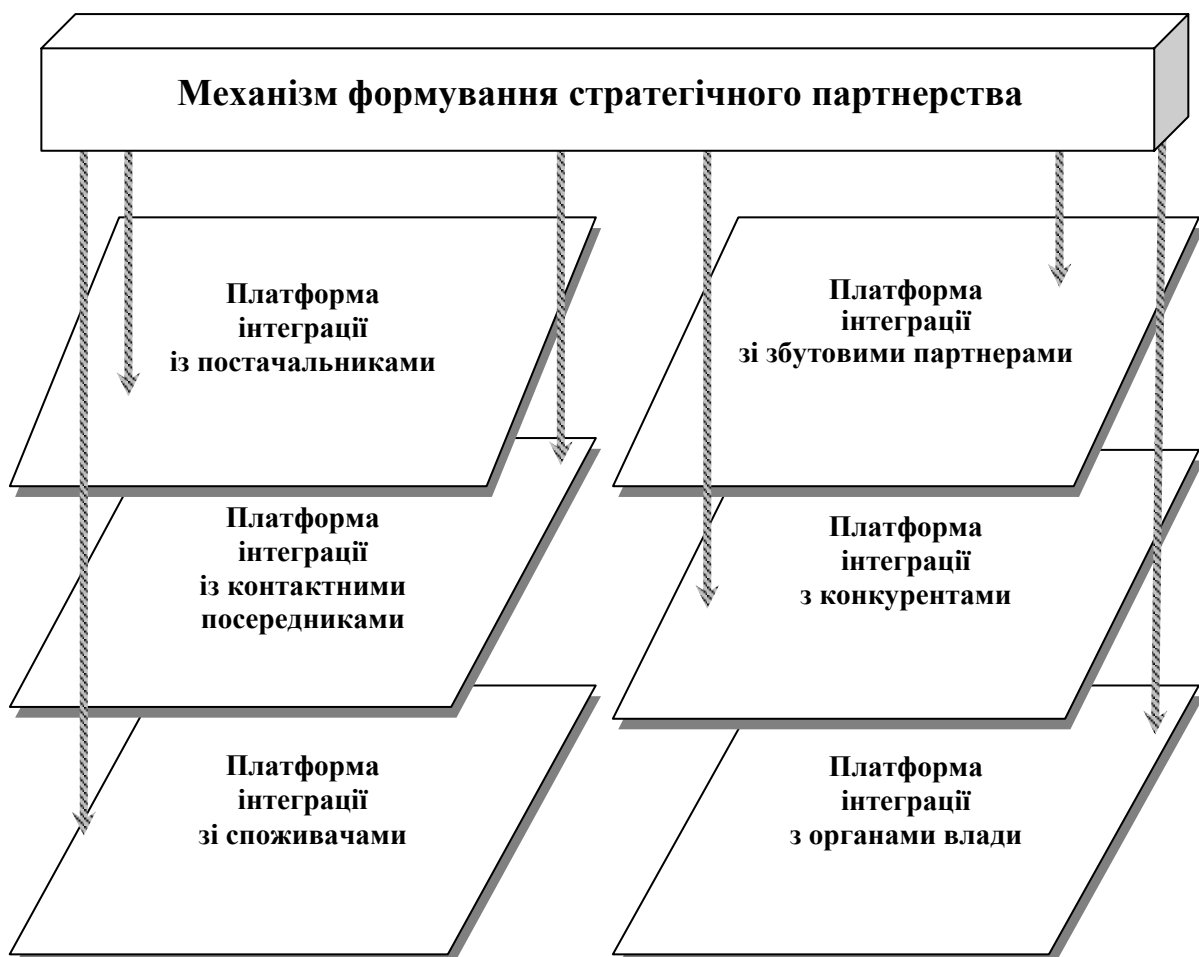 Механізм формування стратегічного партнерства
Платформа
інтеграції
із постачальниками
Платформа
інтеграції
зі збутовими партнерами
Платформа
інтеграції
із контактними
посередниками
Платформа
інтеграції
з конкурентами
Платформа
інтеграції
зі споживачами
Платформа
інтеграції
з органами влади